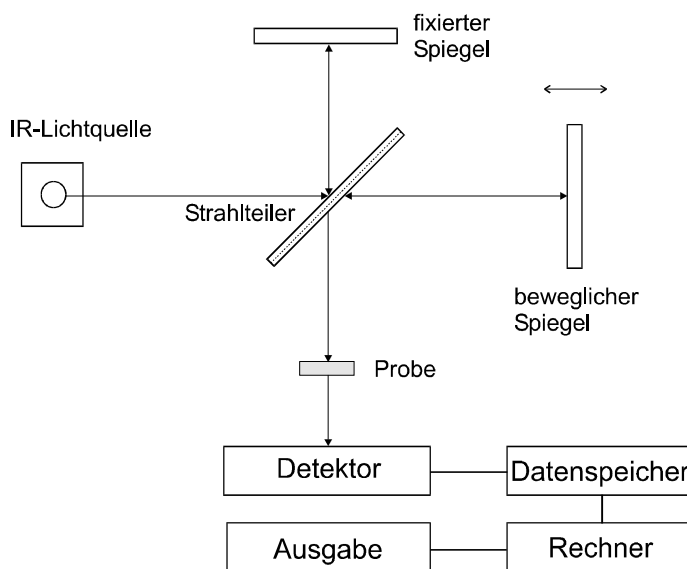 fixierter
Spiegel
IR-Lichtquelle
Strahlteiler
beweglicher
Spiegel
Probe
Detektor
Datenspeicher
Ausgabe
Rechner